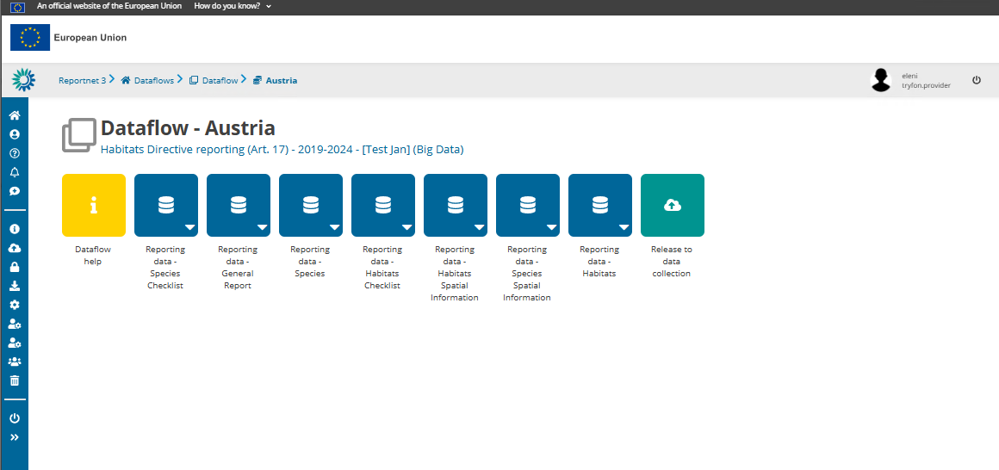 An official website of the European Union How do you know?
European Union
Reportnet 3 Dataflows Dataflow Austria
eleni
tryfon.provider
Dataflow - Austria
Habitats Directive reporting (Art. 17) - 2019-2024 - [Test Jan] (Big Data)
Dataflow
help
Reporting
data -
Species
Checklist
Reporting
data -
General
Report
Reporting
data -
Species
Reporting
data -
Habitats
Checklist
Reporting
data -
Habitats
Spatial
Information
Reporting
data -
Species
Spatial
Information
Reporting
data -
Habitats
Release to
data
collection